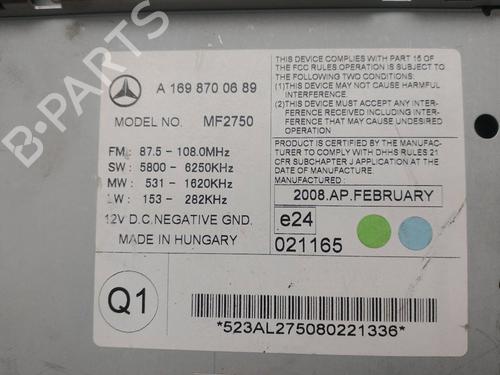 A 169 870 06 89
MODEL NO. MF2750
FM : 87.5 - 108.0MHz
SW : 5800 - 6250KHz
MW : 531 - 1620KHz
LW : 153 - 282KHz
12V D.C.NEGATIVE GND.
MADE IN HUNGARY
THIS DEVICE COMPLIES WITH PART 15 OF
THE FCC RULES OPERATION IS SUBJECT TO
THE FOLLOWING TWO CONDITIONS:
(1)THIS DEVICE MAY NOT CAUSE HARMFUL
INTERFERENCE.
(2)THIS DEVICE MUST ACCEPT ANY INTER-
FERENCE RECEIVED INCLUDING INTER-
FERENCE THAT MAY CAUSE UNDESIRED
OPERATION.
PRODUCT IS CERTIFIED BY THE MANUFAC-
TURER TO COMPLY WITH DHHS RULES 21
CFR SUBCHAPTER J APPLICATION AT THE
DATE OF MANUFACTURE.
MANUFACTURED :
2008.AP.FEBRUARY
e24
021165
Q1
*523AL275080221336*
B-PARTS